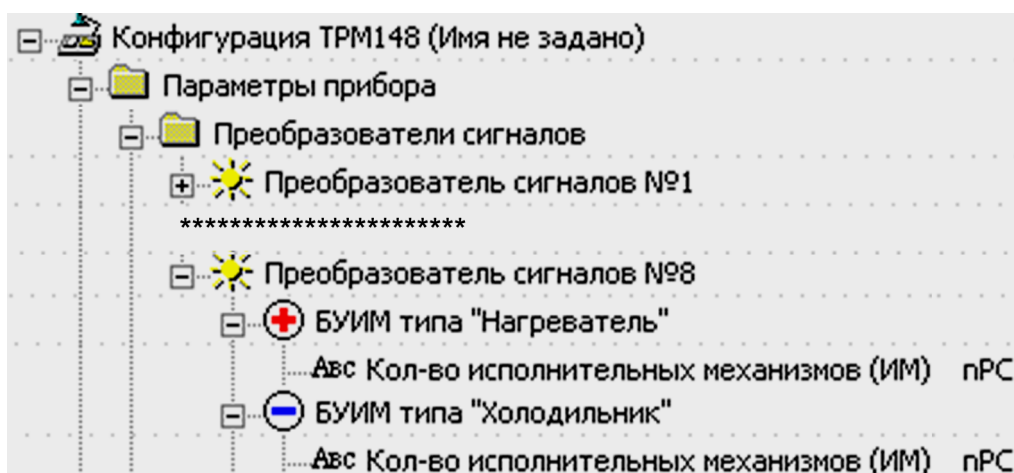 Конфигурация ТРМ148 (Имя не задано)
Параметры прибора
Преобразователи сигналов
Преобразователь сигналов №1
***********************
Преобразователь сигналов №8
БУИМ типа "Нагреватель"
Авс Кол-во исполнительных механизмов (ИМ) nPC
БУИМ типа "Холодильник"
Авс Кол-во исполнительных механизмов (ИМ) nPC